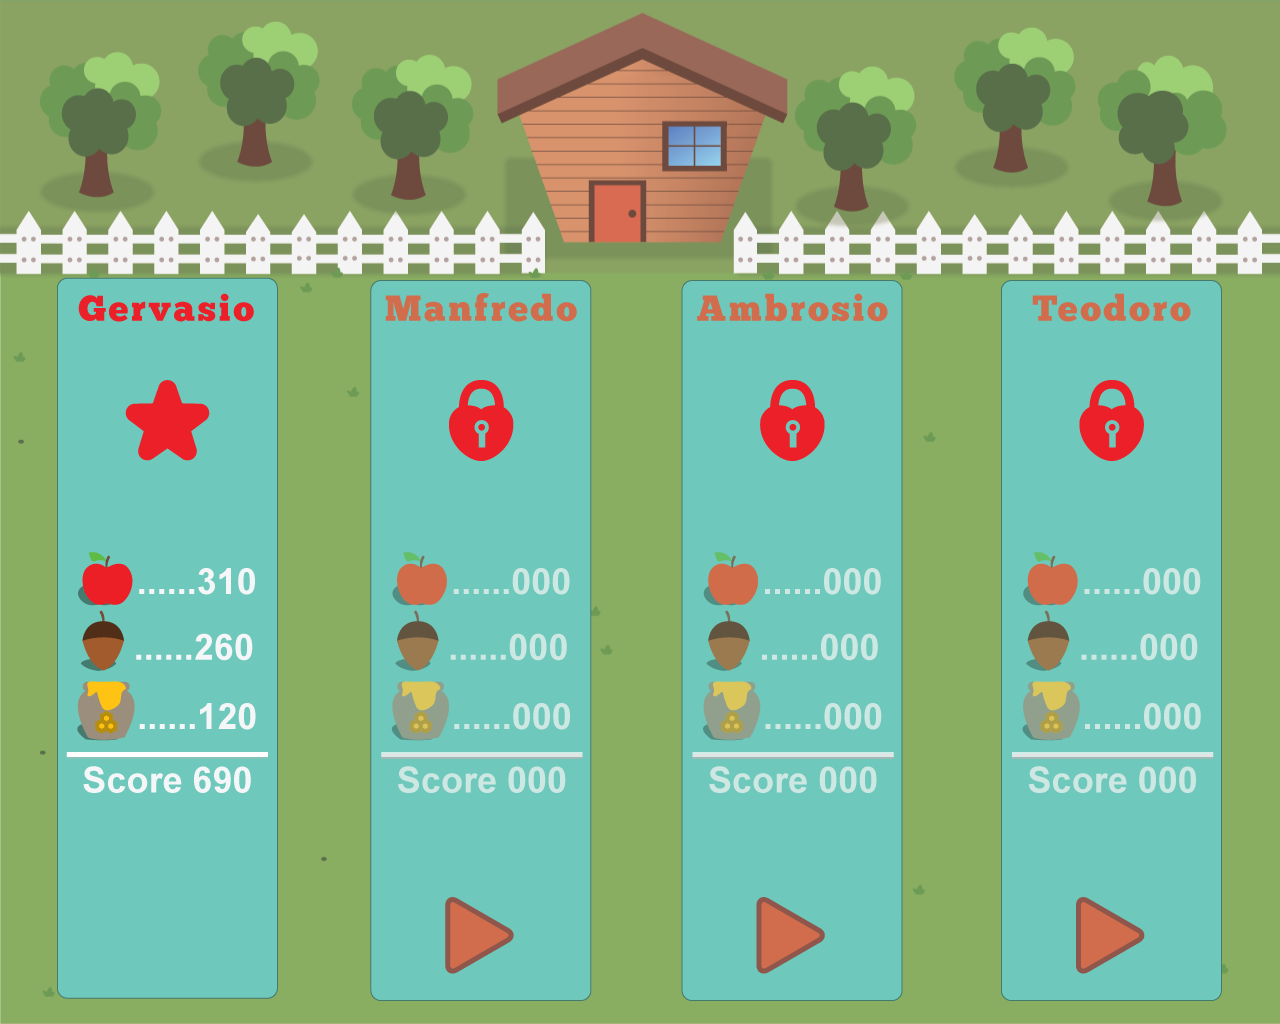 Gervasio
......310
......260
......120
Score 690
Manfredo
......000
......000
......000
Score 000
Ambrosio
......000
......000
......000
Score 000
Teodoro
......000
......000
......000
Score 000